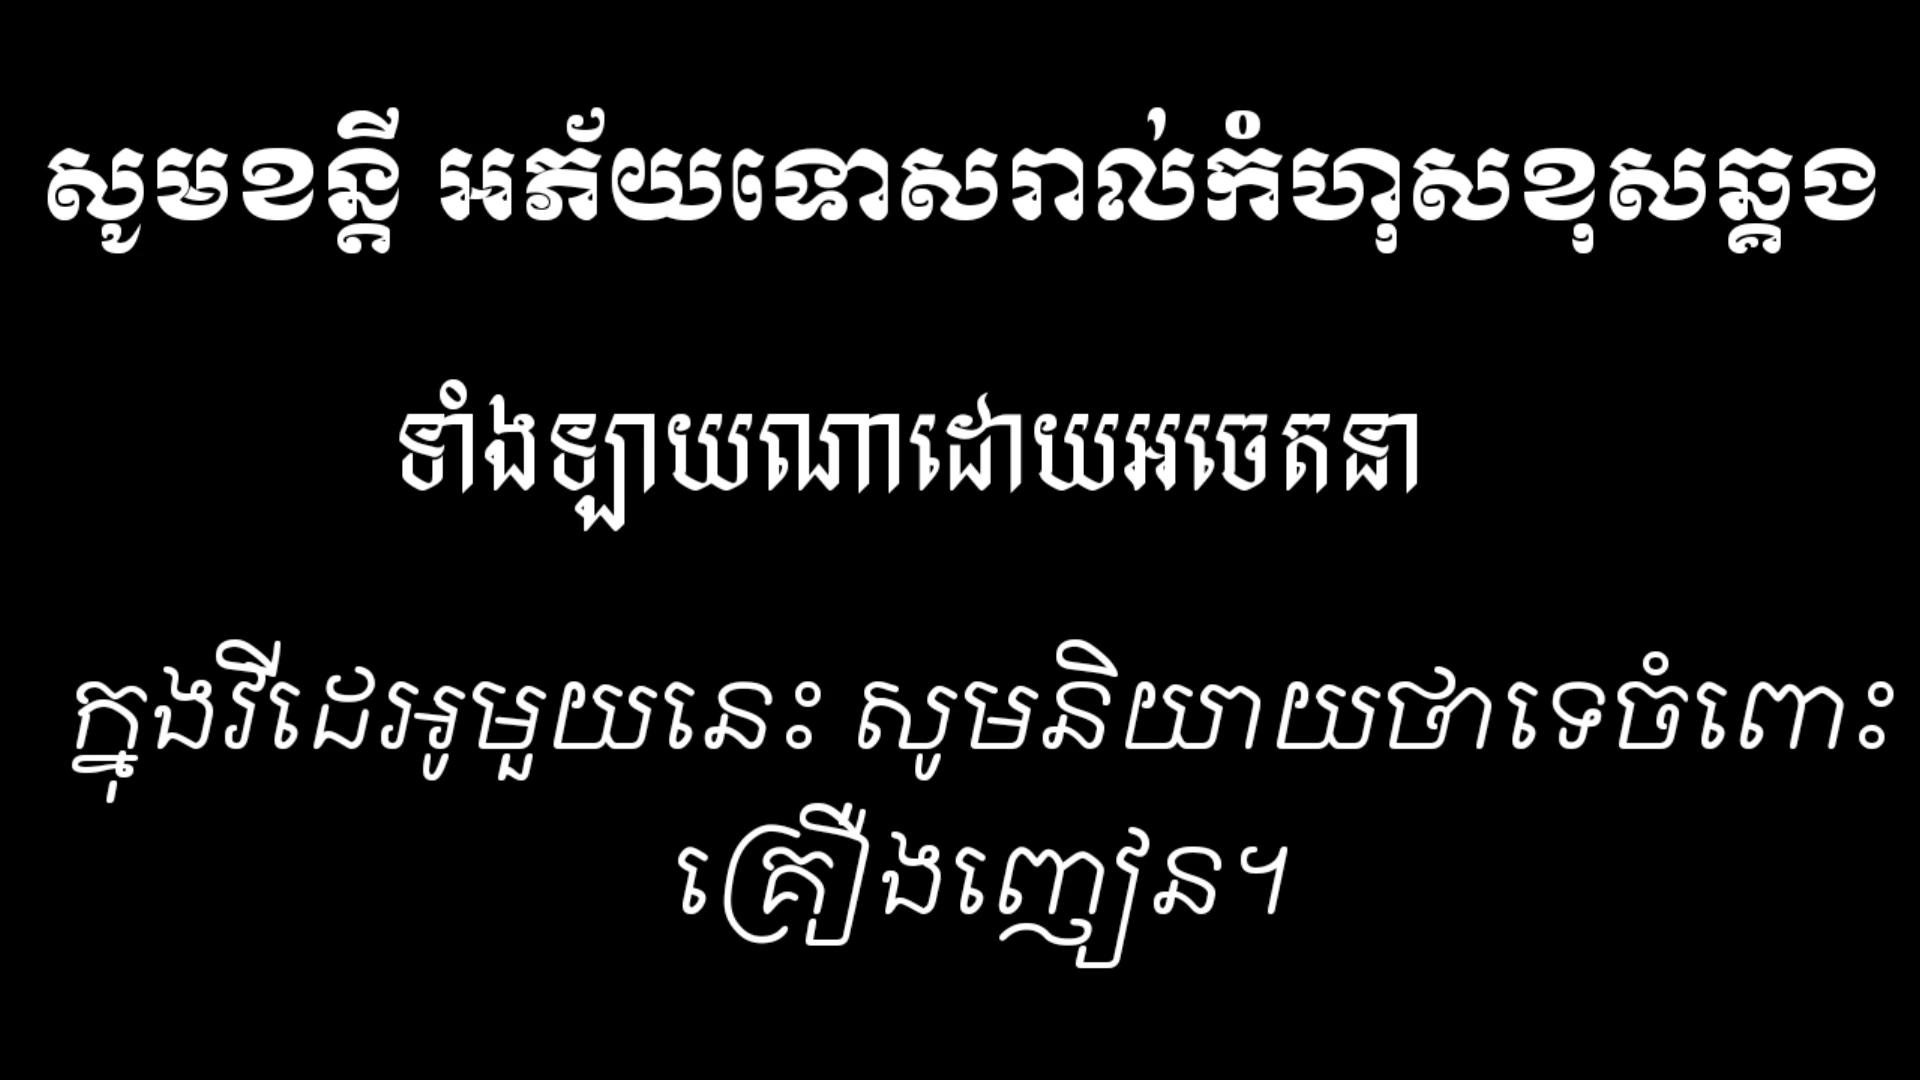 សូមខន្តី អភ័យទោសរាល់កំហុសខុសឆ្គង
ទាំងឡាយណាដោយអចេតនា
ក្នុងវីដេអូមួយនេះ សូមនិយាយថាទេចំពោះ
គ្រឿងញៀន។